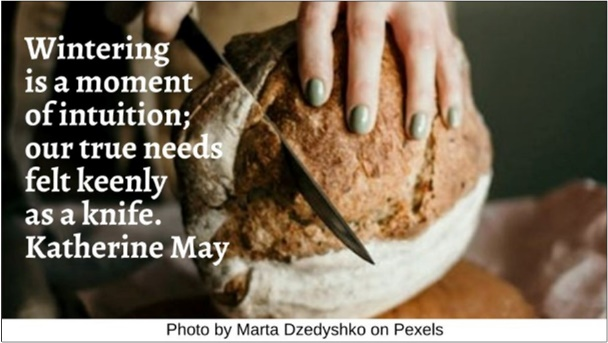 Wintering
is a moment
of intuition;
our true needs
felt keenly
as a knife.
Katherine May
Photo by Marta Dzedyshko on Pexels